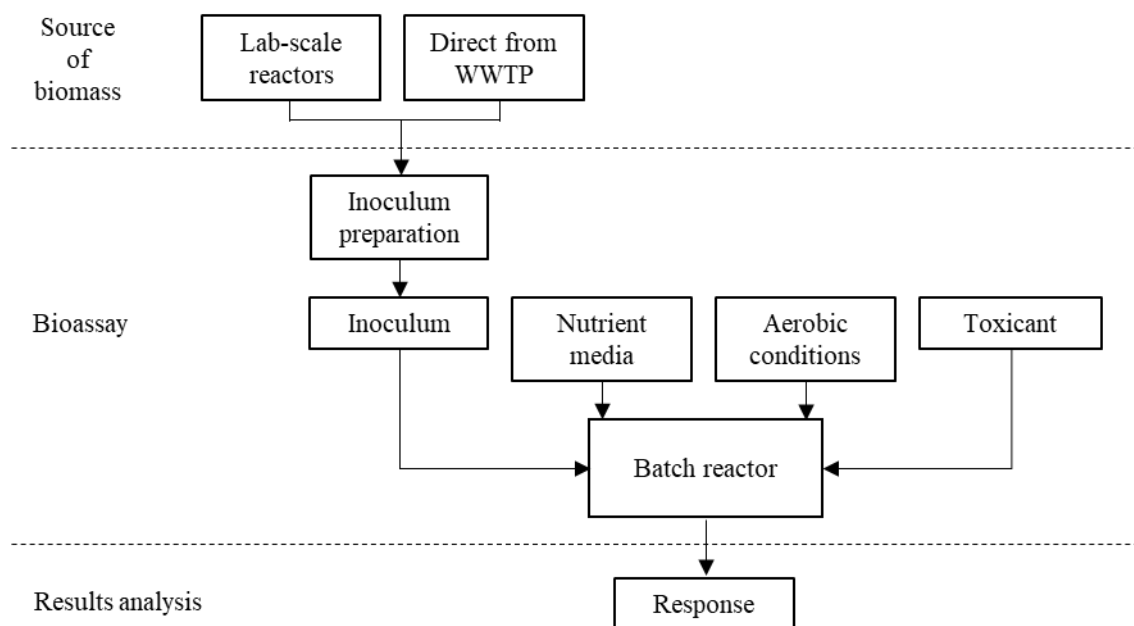 Source
of
biomass
Lab-scale
reactors
Direct from
WWTP
Inoculum
preparation
Bioassay
Inoculum
Nutrient
media
Aerobic
conditions
Toxicant
Batch reactor
Results analysis
Response